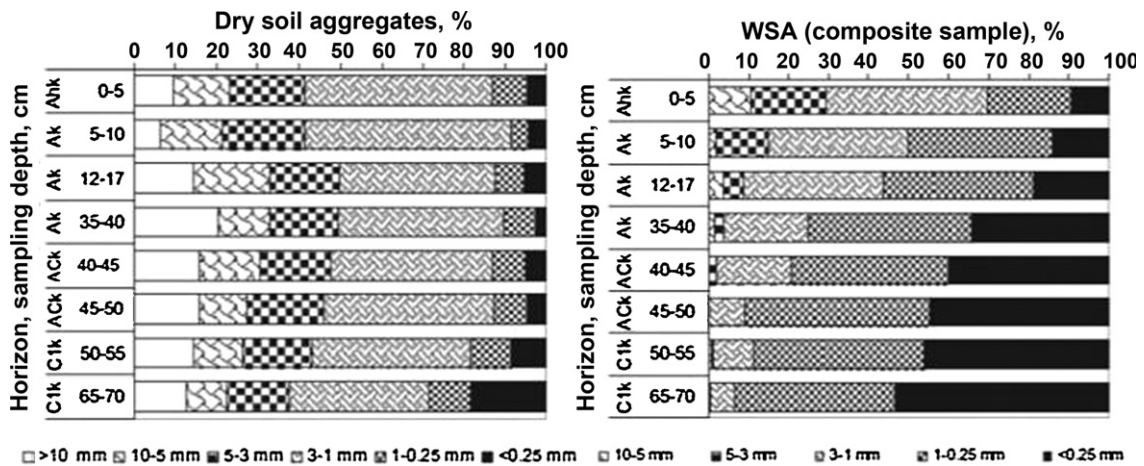 Dry soil aggregates, %
0 10 20 30 40 50 60 70 80 90 100
Horizon, sampling depth, cm
Ahk 0-5
Ak 5-10
Ak 12-17
Ak 35-40
ACk 40-45
ACk 45-50
C1k 50-55
C1k 65-70
>10 mm 10-5 mm 5-3 mm 3-1 mm 1-0.25 mm <0.25 mm
WSA (composite sample), %
0 10 20 30 40 50 60 70 80 90 100
Horizon, sampling depth, cm
Ahk 0-5
Ak 5-10
Ak 12-17
Ak 35-40
ACk 40-45
ACk 45-50
C1k 50-55
C1k 65-70
10-5 mm 5-3 mm 3-1 mm 1-0.25 mm <0.25 mm